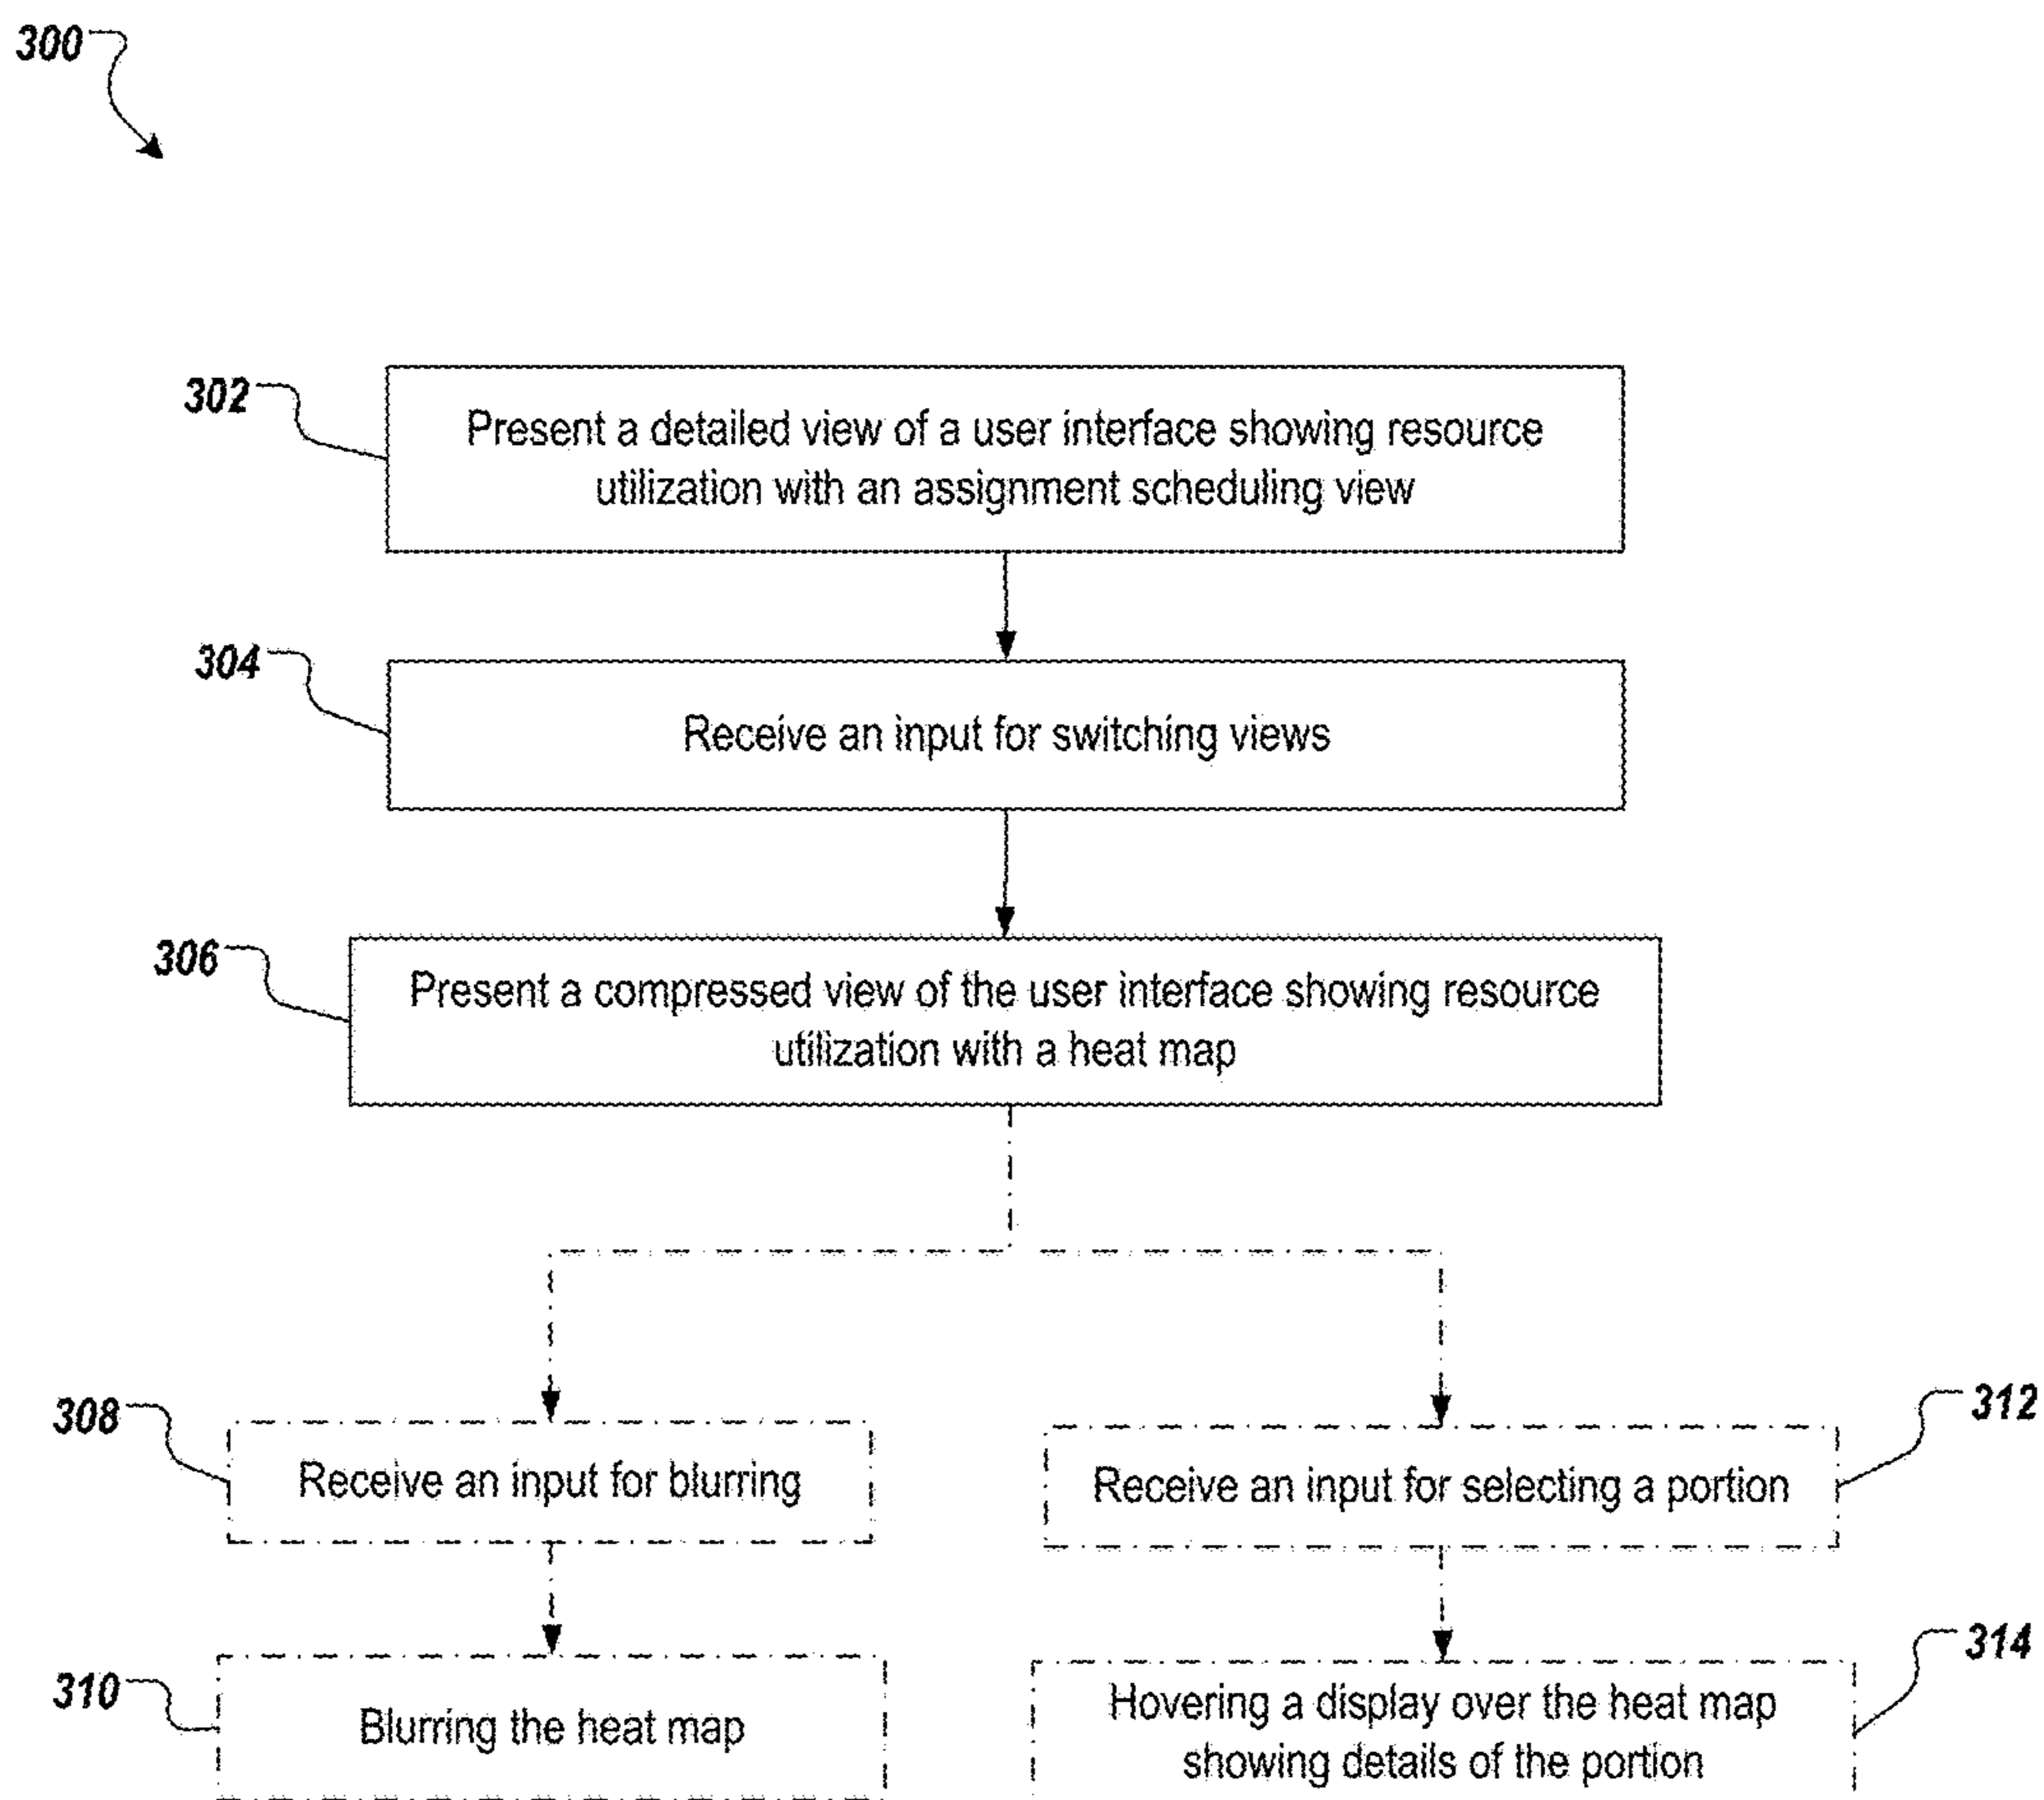 300
302
Present a detailed view of a user interface showing resource
utilization with an assignment scheduling view
304
Receive an input for switching views
306
Present a compressed view of the user interface showing resource
utilization with a heat map
308
Receive an input for blurring
312
Receive an input for selecting a portion
310
Blurring the heat map
314
Hovering a display over the heat map
showing details of the portion